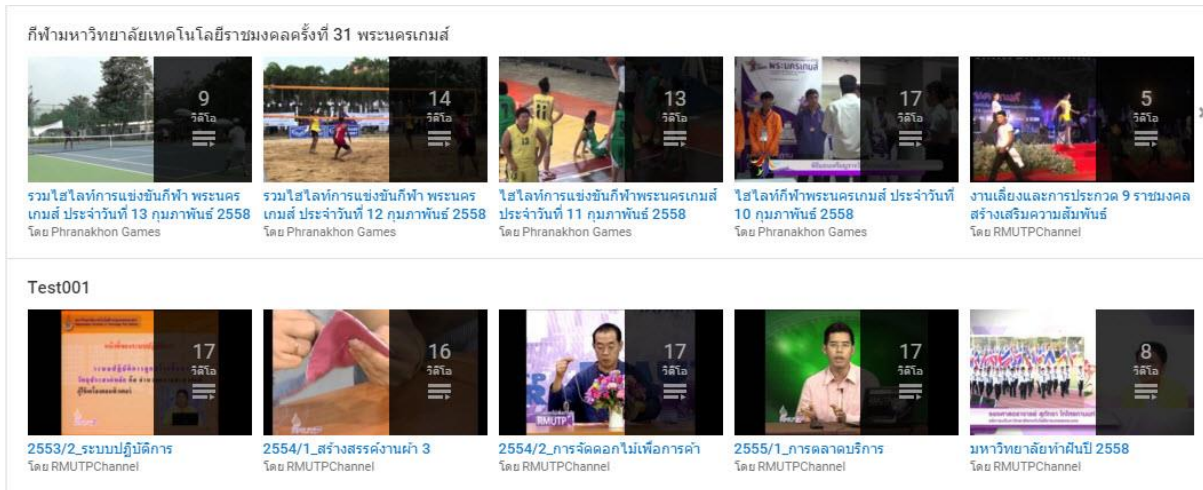 กีฬามหาวิทยาลัยเทคโนโลยีราชมงคลครั้งที่ 31 พระนครเกมส์
9
วิดีโอ
14
วิดีโอ
13
วิดีโอ
17
วิดีโอ
5
วิดีโอ
รวมไฮไลท์การแข่งขันกีฬา พระนคร
เกมส์ ประจำวันที่ 13 กุมภาพันธ์ 2558
โดย Phranakhon Games
รวมไฮไลท์การแข่งขันกีฬา พระนคร
เกมส์ ประจำวันที่ 12 กุมภาพันธ์ 2558
โดย Phranakhon Games
ไฮไลท์การแข่งขันกีฬาพระนครเกมส์
ประจำวันที่ 11 กุมภาพันธ์ 2558
โดย Phranakhon Games
ไฮไลท์กีฬาพระนครเกมส์ ประจำวันที่
10 กุมภาพันธ์ 2558
โดย Phranakhon Games
งานเลี้ยงและการประกวด 9 ราชมงคล
สร้างเสริมความสัมพันธ์
โดย RMUTPChannel
Test001
17
วิดีโอ
16
วิดีโอ
17
วิดีโอ
RMUTP
17
วิดีโอ
8
วิดีโอ
2553/2_ระบบปฏิบัติการ
โดย RMUTPChannel
2554/1_สร้างสรรค์งานผ้า 3
โดย RMUTPChannel
2554/2_การจัดดอกไม้เพื่อการค้า
โดย RMUTPChannel
2555/1_การตลาดบริการ
โดย RMUTPChannel
มหาวิทยาลัยทำฝันปี 2558
โดย RMUTPChannel